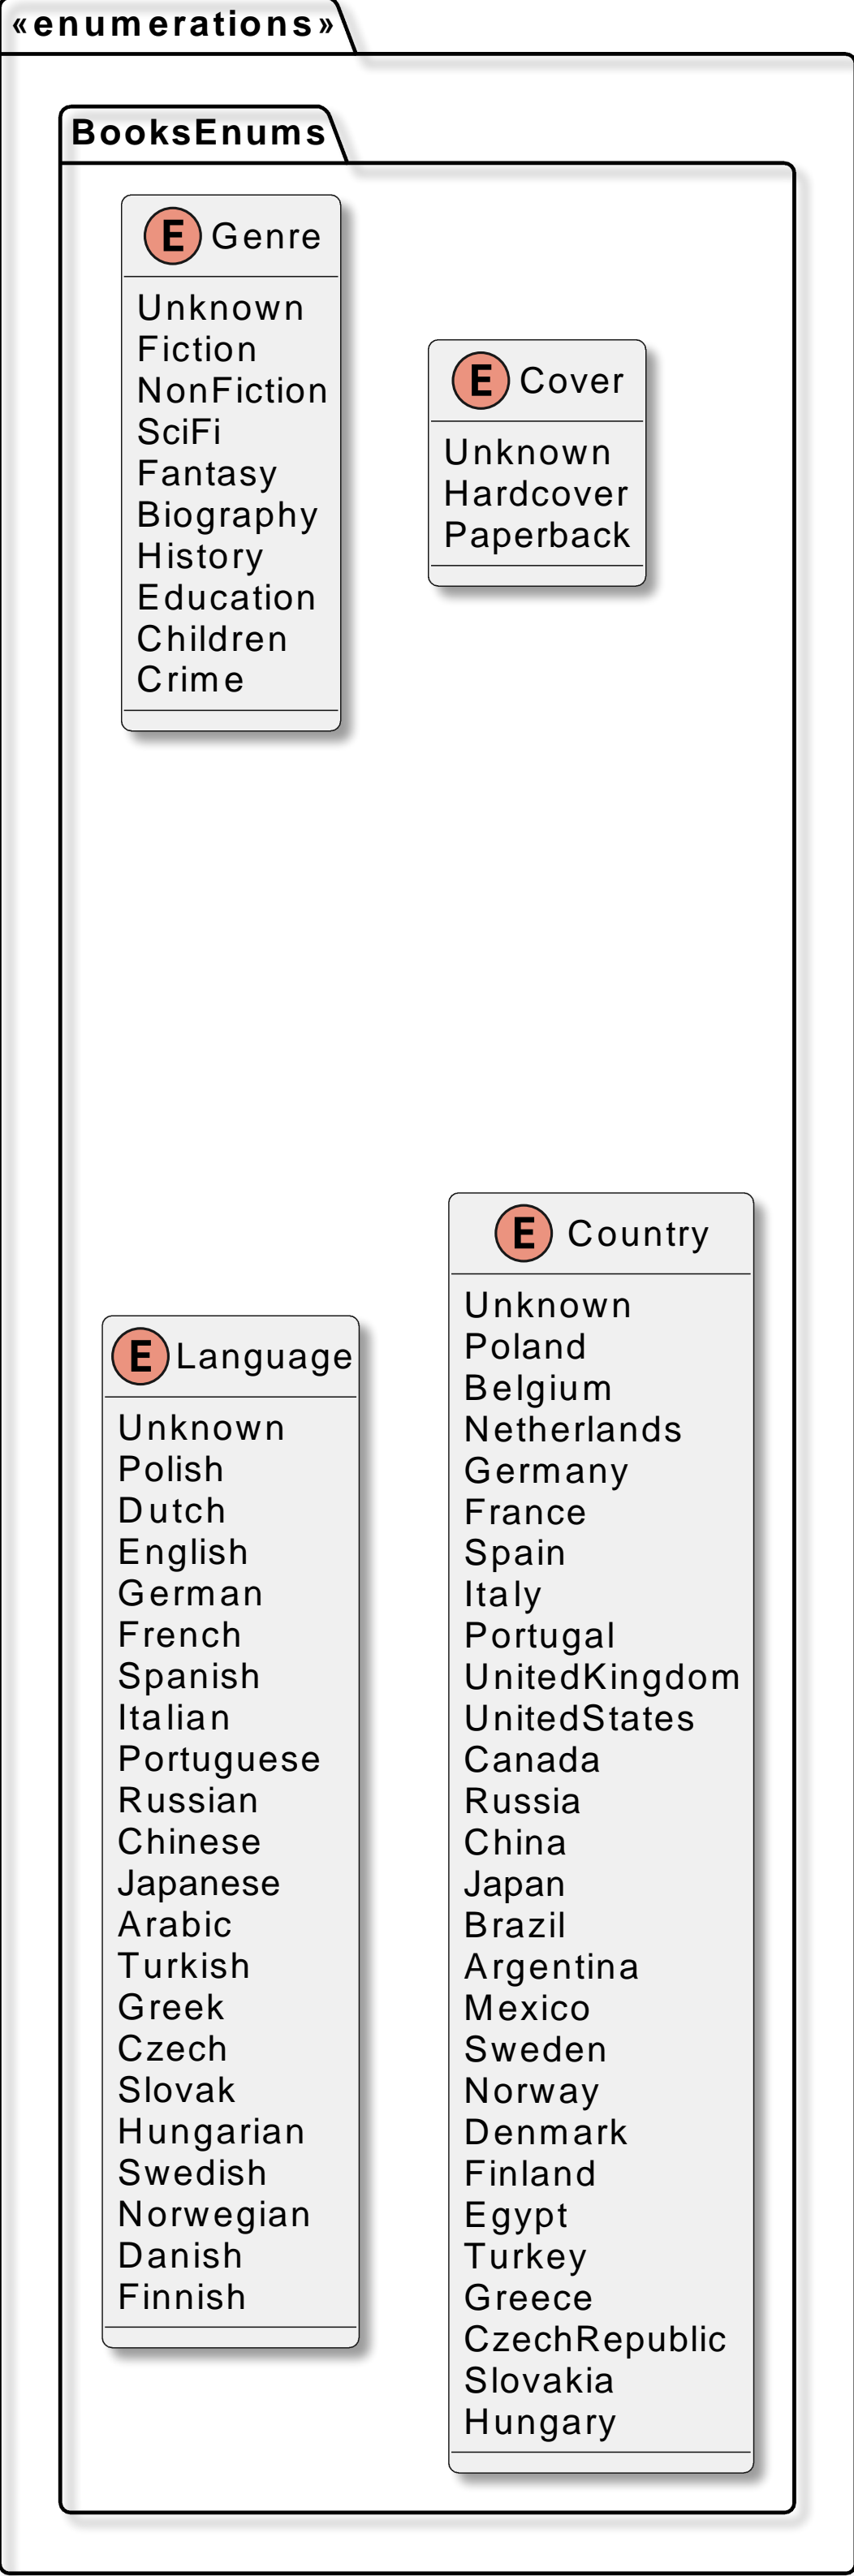 «enumerations»
BooksEnums
E Genre
Unknown
Fiction
NonFiction
SciFi
Fantasy
Biography
History
Education
Children
Crime
E Cover
Unknown
Hardcover
Paperback
E Language
Unknown
Polish
Dutch
English
German
French
Spanish
Italian
Portuguese
Russian
Chinese
Japanese
Arabic
Turkish
Greek
Czech
Slovak
Hungarian
Swedish
Norwegian
Danish
Finnish
E Country
Unknown
Poland
Belgium
Netherlands
Germany
France
Spain
Italy
Portugal
UnitedKingdom
UnitedStates
Canada
Russia
China
Japan
Brazil
Argentina
Mexico
Sweden
Norway
Denmark
Finland
Egypt
Turkey
Greece
CzechRepublic
Slovakia
Hungary